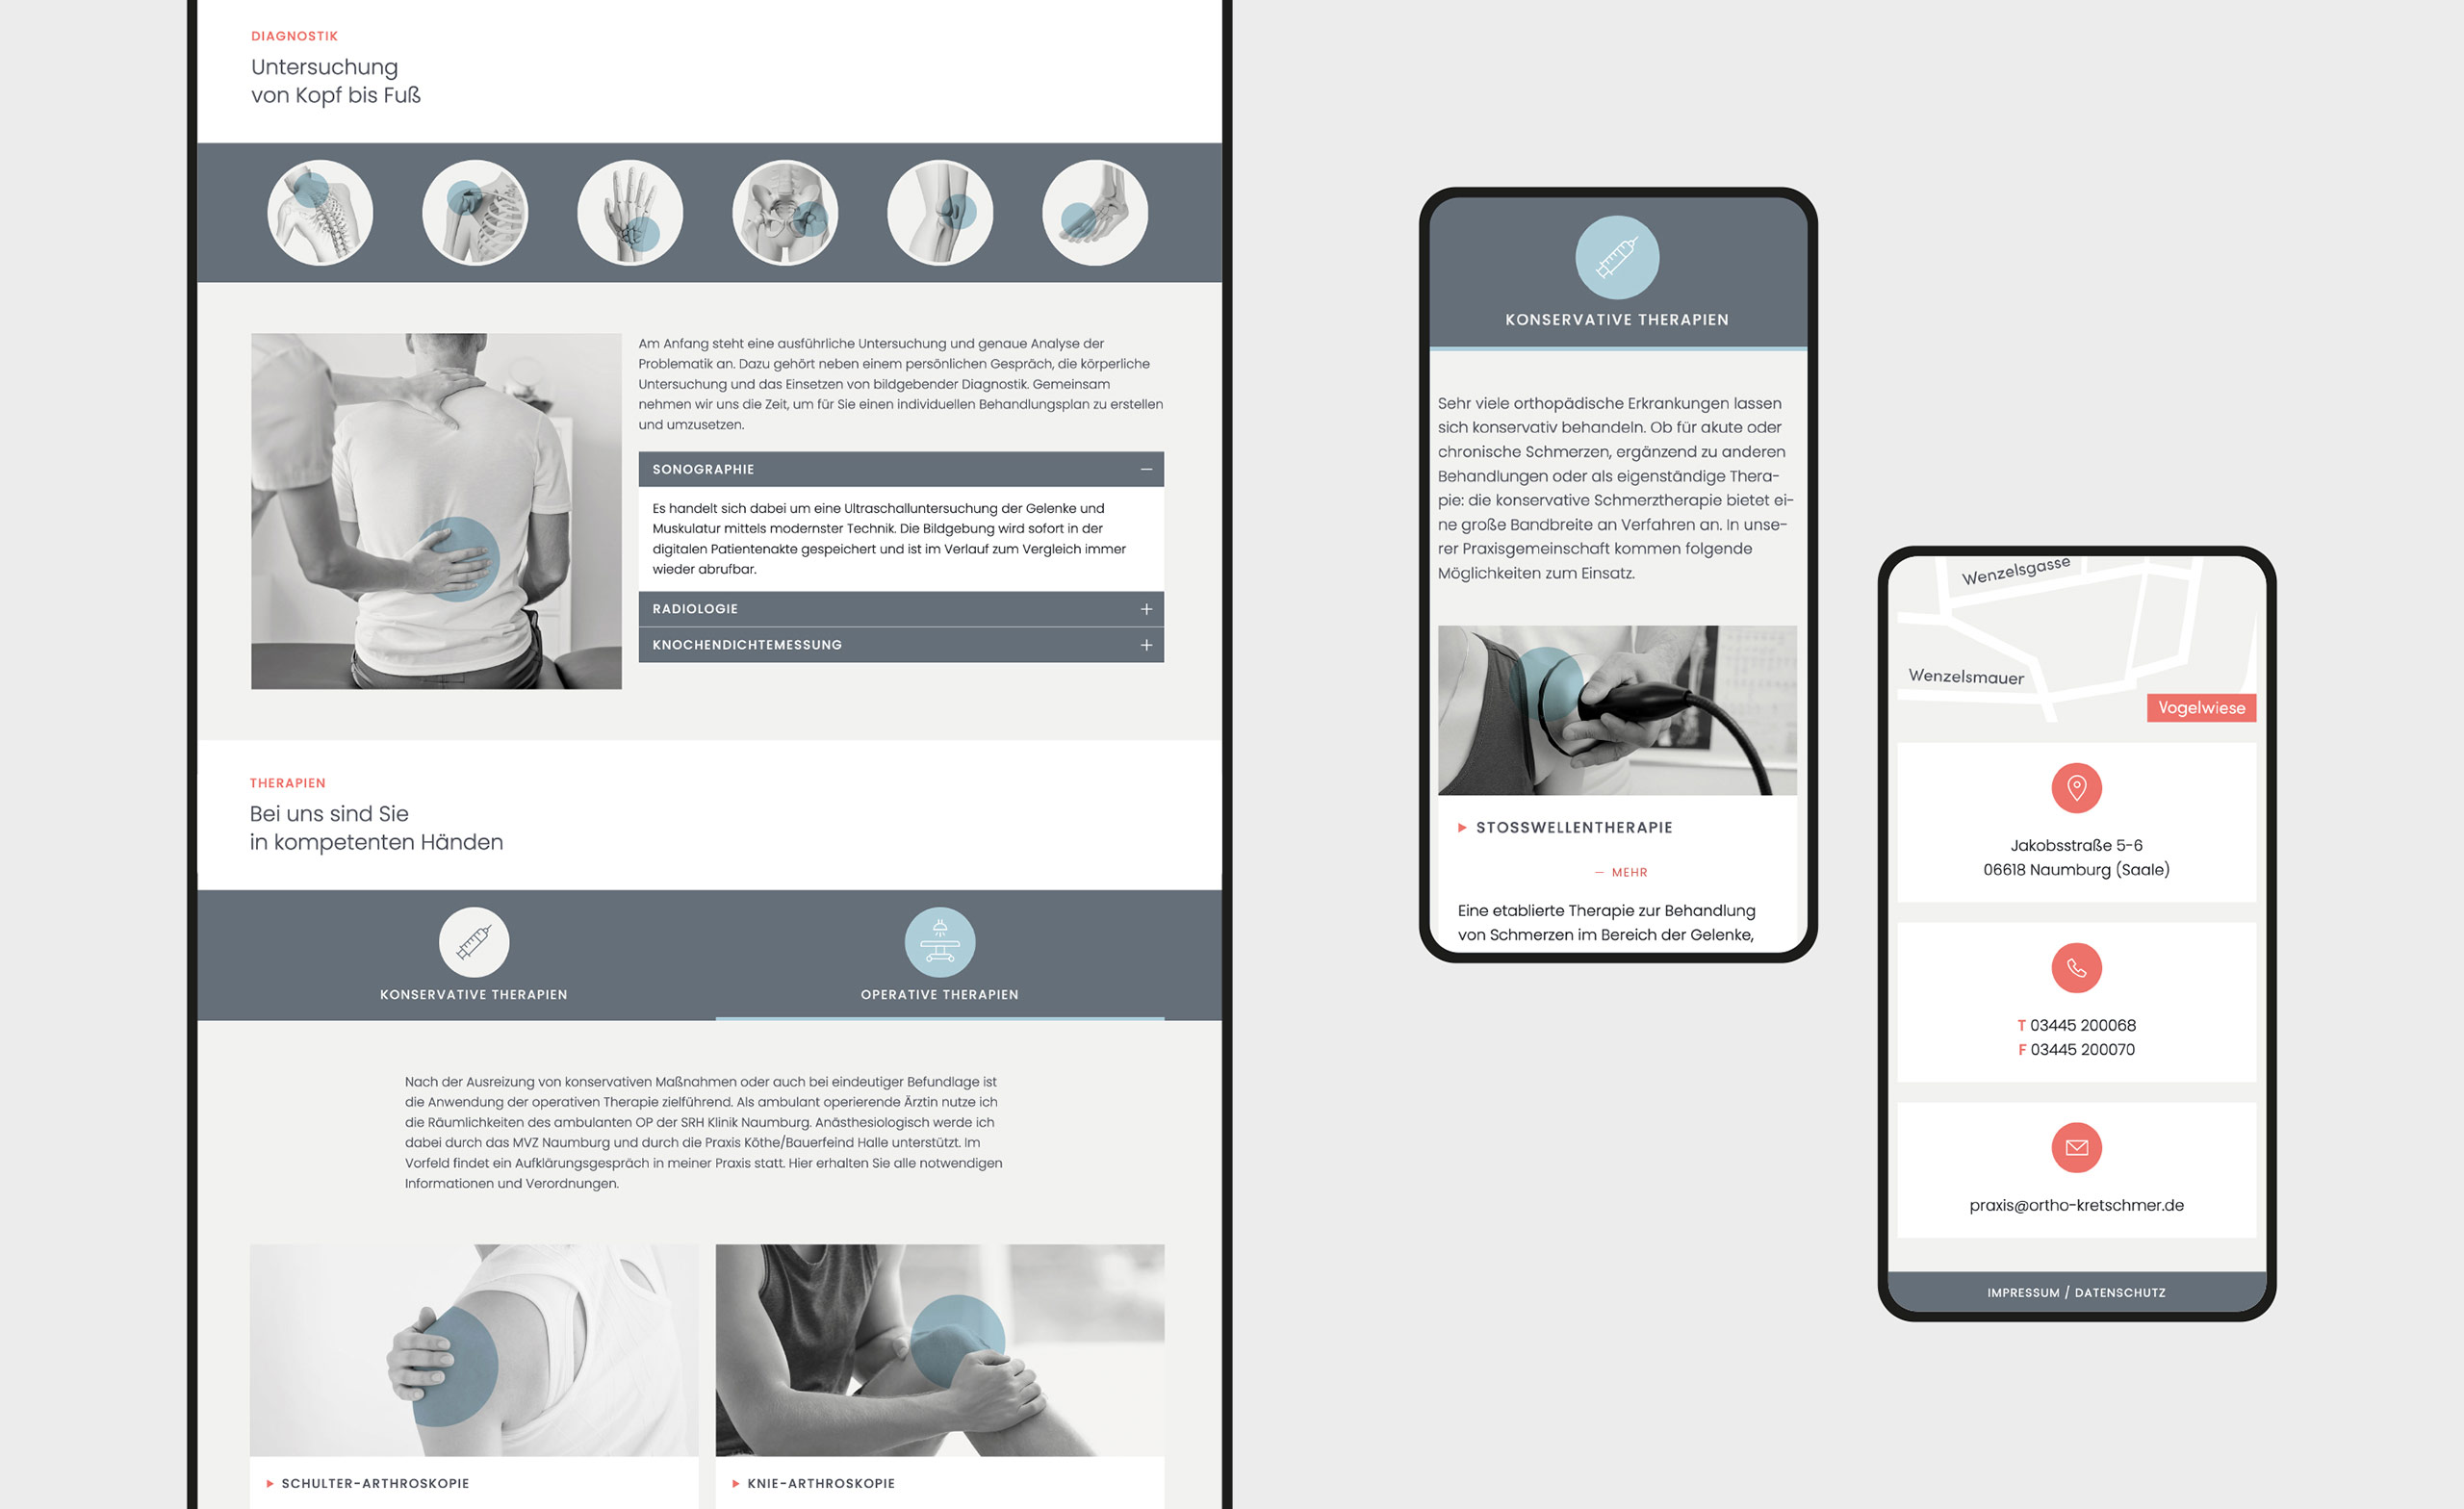 DIAGNOSTIK
Untersuchung
von Kopf bis Fuß
Am Anfang steht eine ausführliche Untersuchung und genaue Analyse der
Problematik an. Dazu gehört neben einem persönlichen Gespräch, die körperliche
Untersuchung und das Einsetzen von bildgebender Diagnostik. Gemeinsam
nehmen wir uns die Zeit, um für Sie einen individuellen Behandlungsplan zu erstellen
und umzusetzen.
SONOGRAPHIE
Es handelt sich dabei um eine Ultraschalluntersuchung der Gelenke und
Muskulatur mittels modernster Technik. Die Bildgebung wird sofort in der
digitalen Patientenakte gespeichert und ist im Verlauf zum Vergleich immer
wieder abrufbar.
RADIOLOGIE
KNOCHENDICHTEMESSUNG
THERAPIEN
Bei uns sind Sie
in kompetenten Händen
KONSERVATIVE THERAPIEN
OPERATIVE THERAPIEN
Nach der Ausreizung von konservativen Maßnahmen oder auch bei eindeutiger Befundlage ist
die Anwendung der operativen Therapie zielführend. Als ambulant operierende Ärztin nutze ich
die Räumlichkeiten des ambulanten OP der SRH Klinik Naumburg. Anästhesiologisch werde ich
dabei durch das MVZ Naumburg und durch die Praxis Köthe/Bauerfeind Halle unterstützt. Im
Vorfeld findet ein Aufklärungsgespräch in meiner Praxis statt. Hier erhalten Sie alle notwendigen
Informationen und Verordnungen.
SCHULTER-ARTHROSKOPIE
KNIE-ARTHROSKOPIE
KONSERVATIVE THERAPIEN
Sehr viele orthopädische Erkrankungen lassen
sich konservativ behandeln. Ob für akute oder
chronische Schmerzen, ergänzend zu anderen
Behandlungen oder als eigenständige Thera-
pie: die konservative Schmerztherapie bietet ei-
ne große Bandbreite an Verfahren an. In unse-
rer Praxisgemeinschaft kommen folgende
Möglichkeiten zum Einsatz.
STOSSWELLENTHERAPIE
— MEHR
Eine etablierte Therapie zur Behandlung
von Schmerzen im Bereich der Gelenke,
Wenzelsgasse
Wenzelsmauer
Vogelwiese
Jakobsstraße 5-6
06618 Naumburg (Saale)
T 03445 200068
F 03445 200070
praxis@ortho-kretschmer.de
IMPRESSUM / DATENSCHUTZ